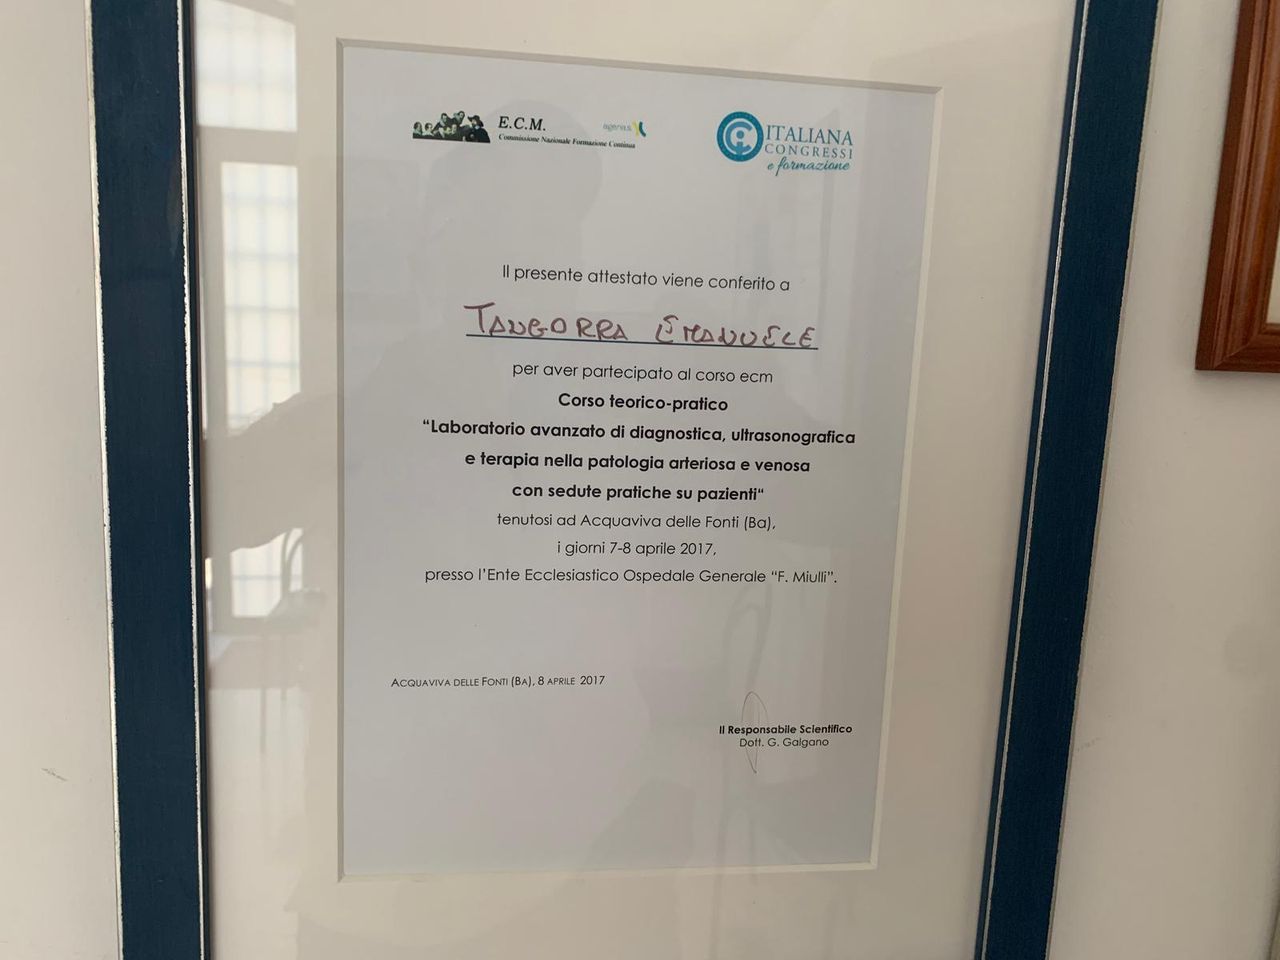 E.C.M.
Commissione Nazionale Formazione Continua
agenas
ITALIANA
CONGRESSI
e formazione
Il presente attestato viene conferito a
TANGORRA EMANUELE
per aver partecipato al corso ecm
Corso teorico-pratico
“Laboratorio avanzato di diagnostica, ultrasonografica
e terapia nella patologia arteriosa e venosa
con sedute pratiche su pazienti“
tenutosi ad Acquaviva delle Fonti (Ba),
i giorni 7-8 aprile 2017,
presso l'Ente Ecclesiastico Ospedale Generale “F. Miulli”.
ACQUAVIVA DELLE FONTI (BA), 8 APRILE 2017
Il Responsabile Scientifico
Dott. G. Galgano